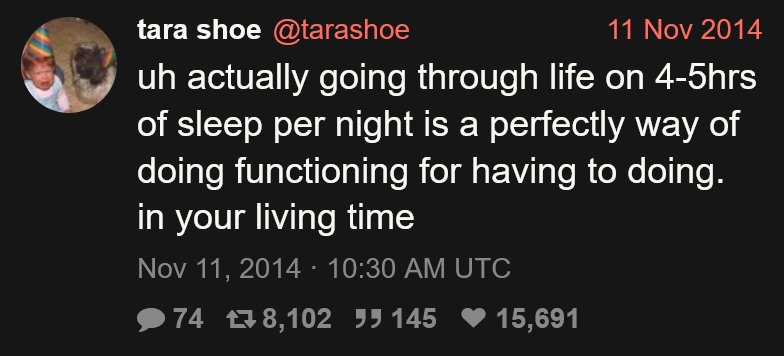 tara shoe @tarashoe 11 Nov 2014
uh actually going through life on 4-5hrs
of sleep per night is a perfectly way of
doing functioning for having to doing.
in your living time
Nov 11, 2014 · 10:30 AM UTC
74 8,102 145 15,691